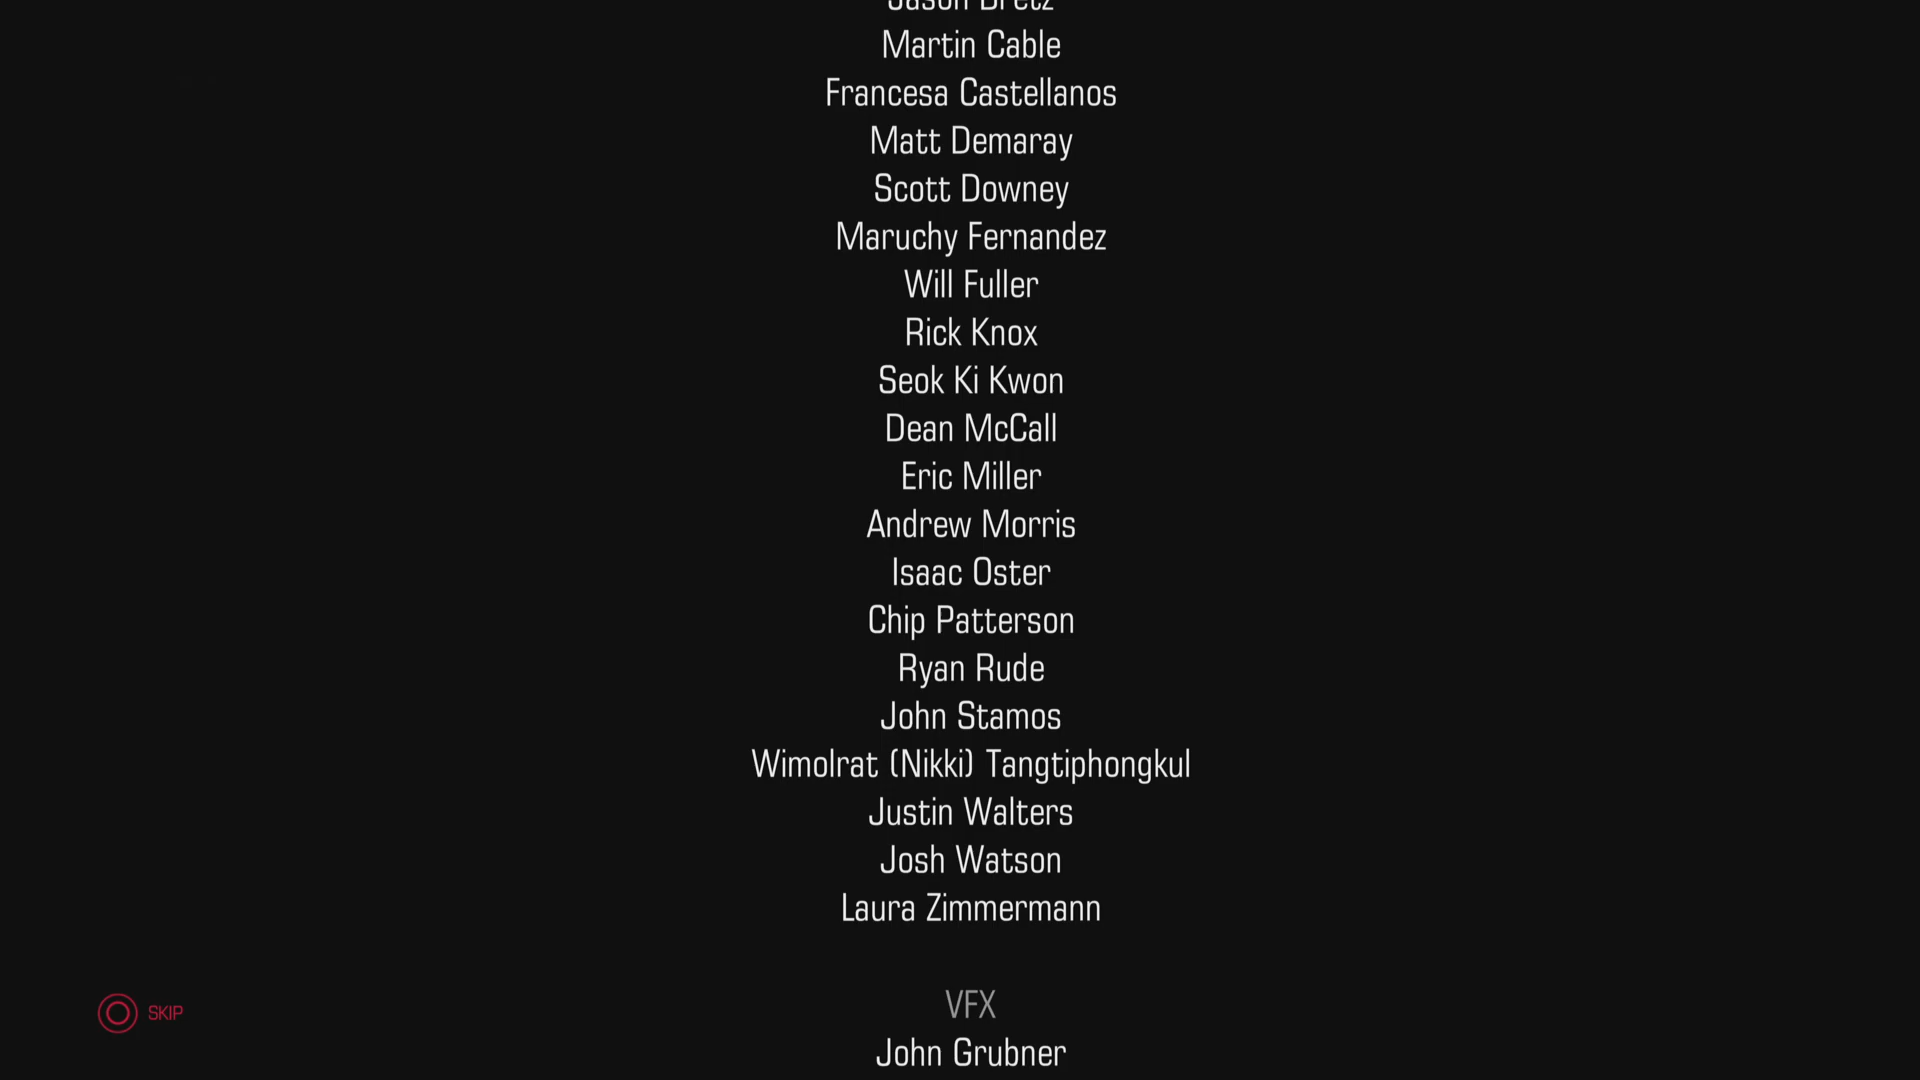 Jason Bretz
Martin Cable
Francesa Castellanos
Matt Demaray
Scott Downey
Maruchy Fernandez
Will Fuller
Rick Knox
Seok Ki Kwon
Dean McCall
Eric Miller
Andrew Morris
Isaac Oster
Chip Patterson
Ryan Rude
John Stamos
Wimolrat (Nikki) Tangtiphongkul
Justin Walters
Josh Watson
Laura Zimmermann
VFX
SKIP
John Grubner